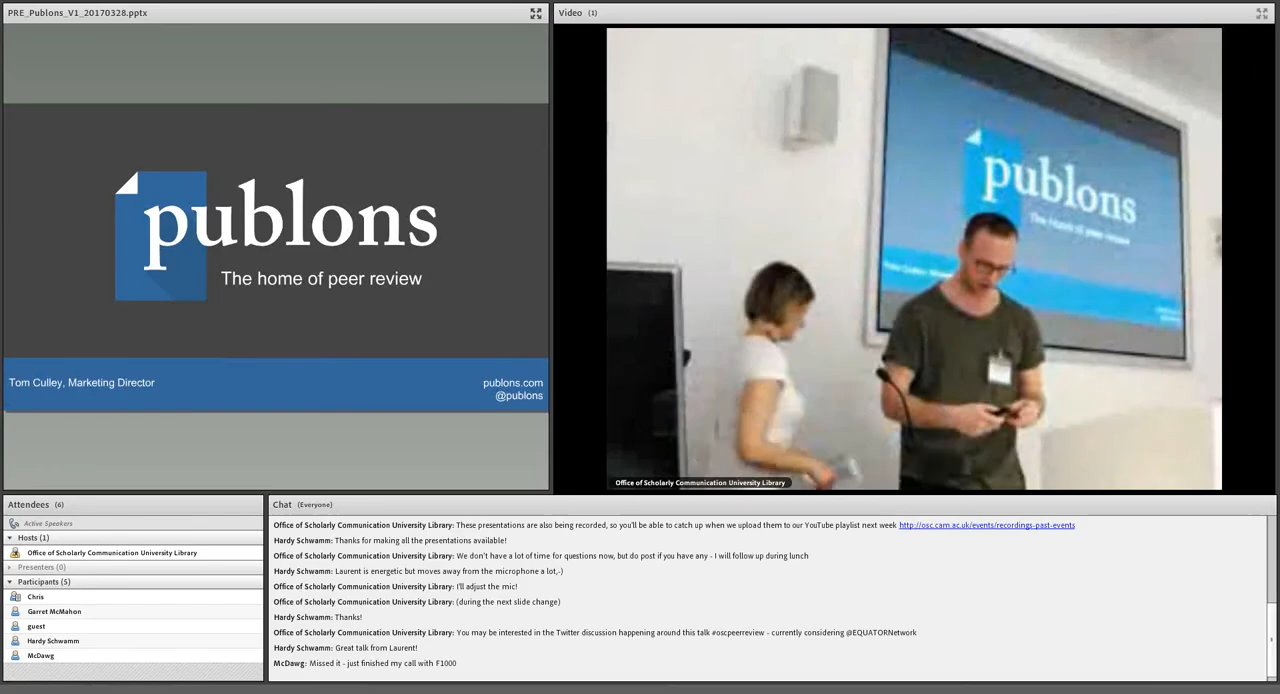 PRE_Publons_V1_20170328.pptx
publons
The home of peer review
Tom Culley, Marketing Director
publons.com
@publons
Video (1)
publons
The home of peer review
Office of Scholarly Communication University Library
Attendees (6)
Active Speakers
Hosts (1)
Office of Scholarly Communication University Library
Presenters (0)
Participants (5)
Chris
Garret McMahon
guest
Hardy Schwamm
McDawg
Chat (Everyone)
Office of Scholarly Communication University Library: These presentations are also being recorded, so you'll be able to catch up when we upload them to our YouTube playlist next week http://osc.cam.ac.uk/events/recordings-past-events
Hardy Schwamm: Thanks for making all the presentations available!
Office of Scholarly Communication University Library: We don't have a lot of time for questions now, but do post if you have any - I will follow up during lunch
Hardy Schwamm: Laurent is energetic but moves away from the microphone a lot,-)
Office of Scholarly Communication University Library: I'll adjust the mic!
Office of Scholarly Communication University Library: (during the next slide change)
Hardy Schwamm: Thanks!
Office of Scholarly Communication University Library: You may be interested in the Twitter discussion happening around this talk #oscpeerreview - currently considering @EQUATORNetwork
Hardy Schwamm: Great talk from Laurent!
McDawg: Missed it - just finished my call with F1000